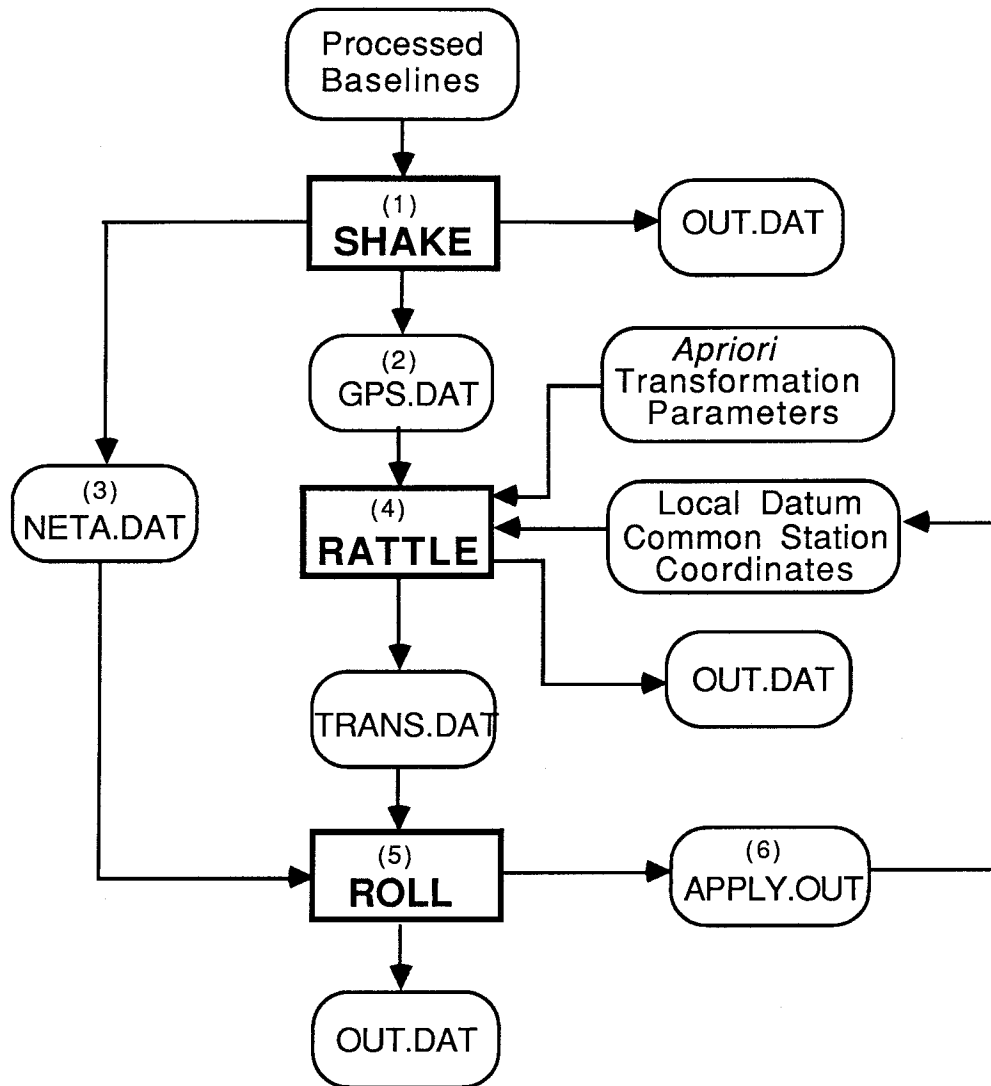 Processed
Baselines
(1)
SHAKE
OUT.DAT
(2)
GPS.DAT
Apriori
Transformation
Parameters
(3)
NETA.DAT
(4)
RATTLE
Local Datum
Common Station
Coordinates
OUT.DAT
TRANS.DAT
(5)
ROLL
(6)
APPLY.OUT
OUT.DAT